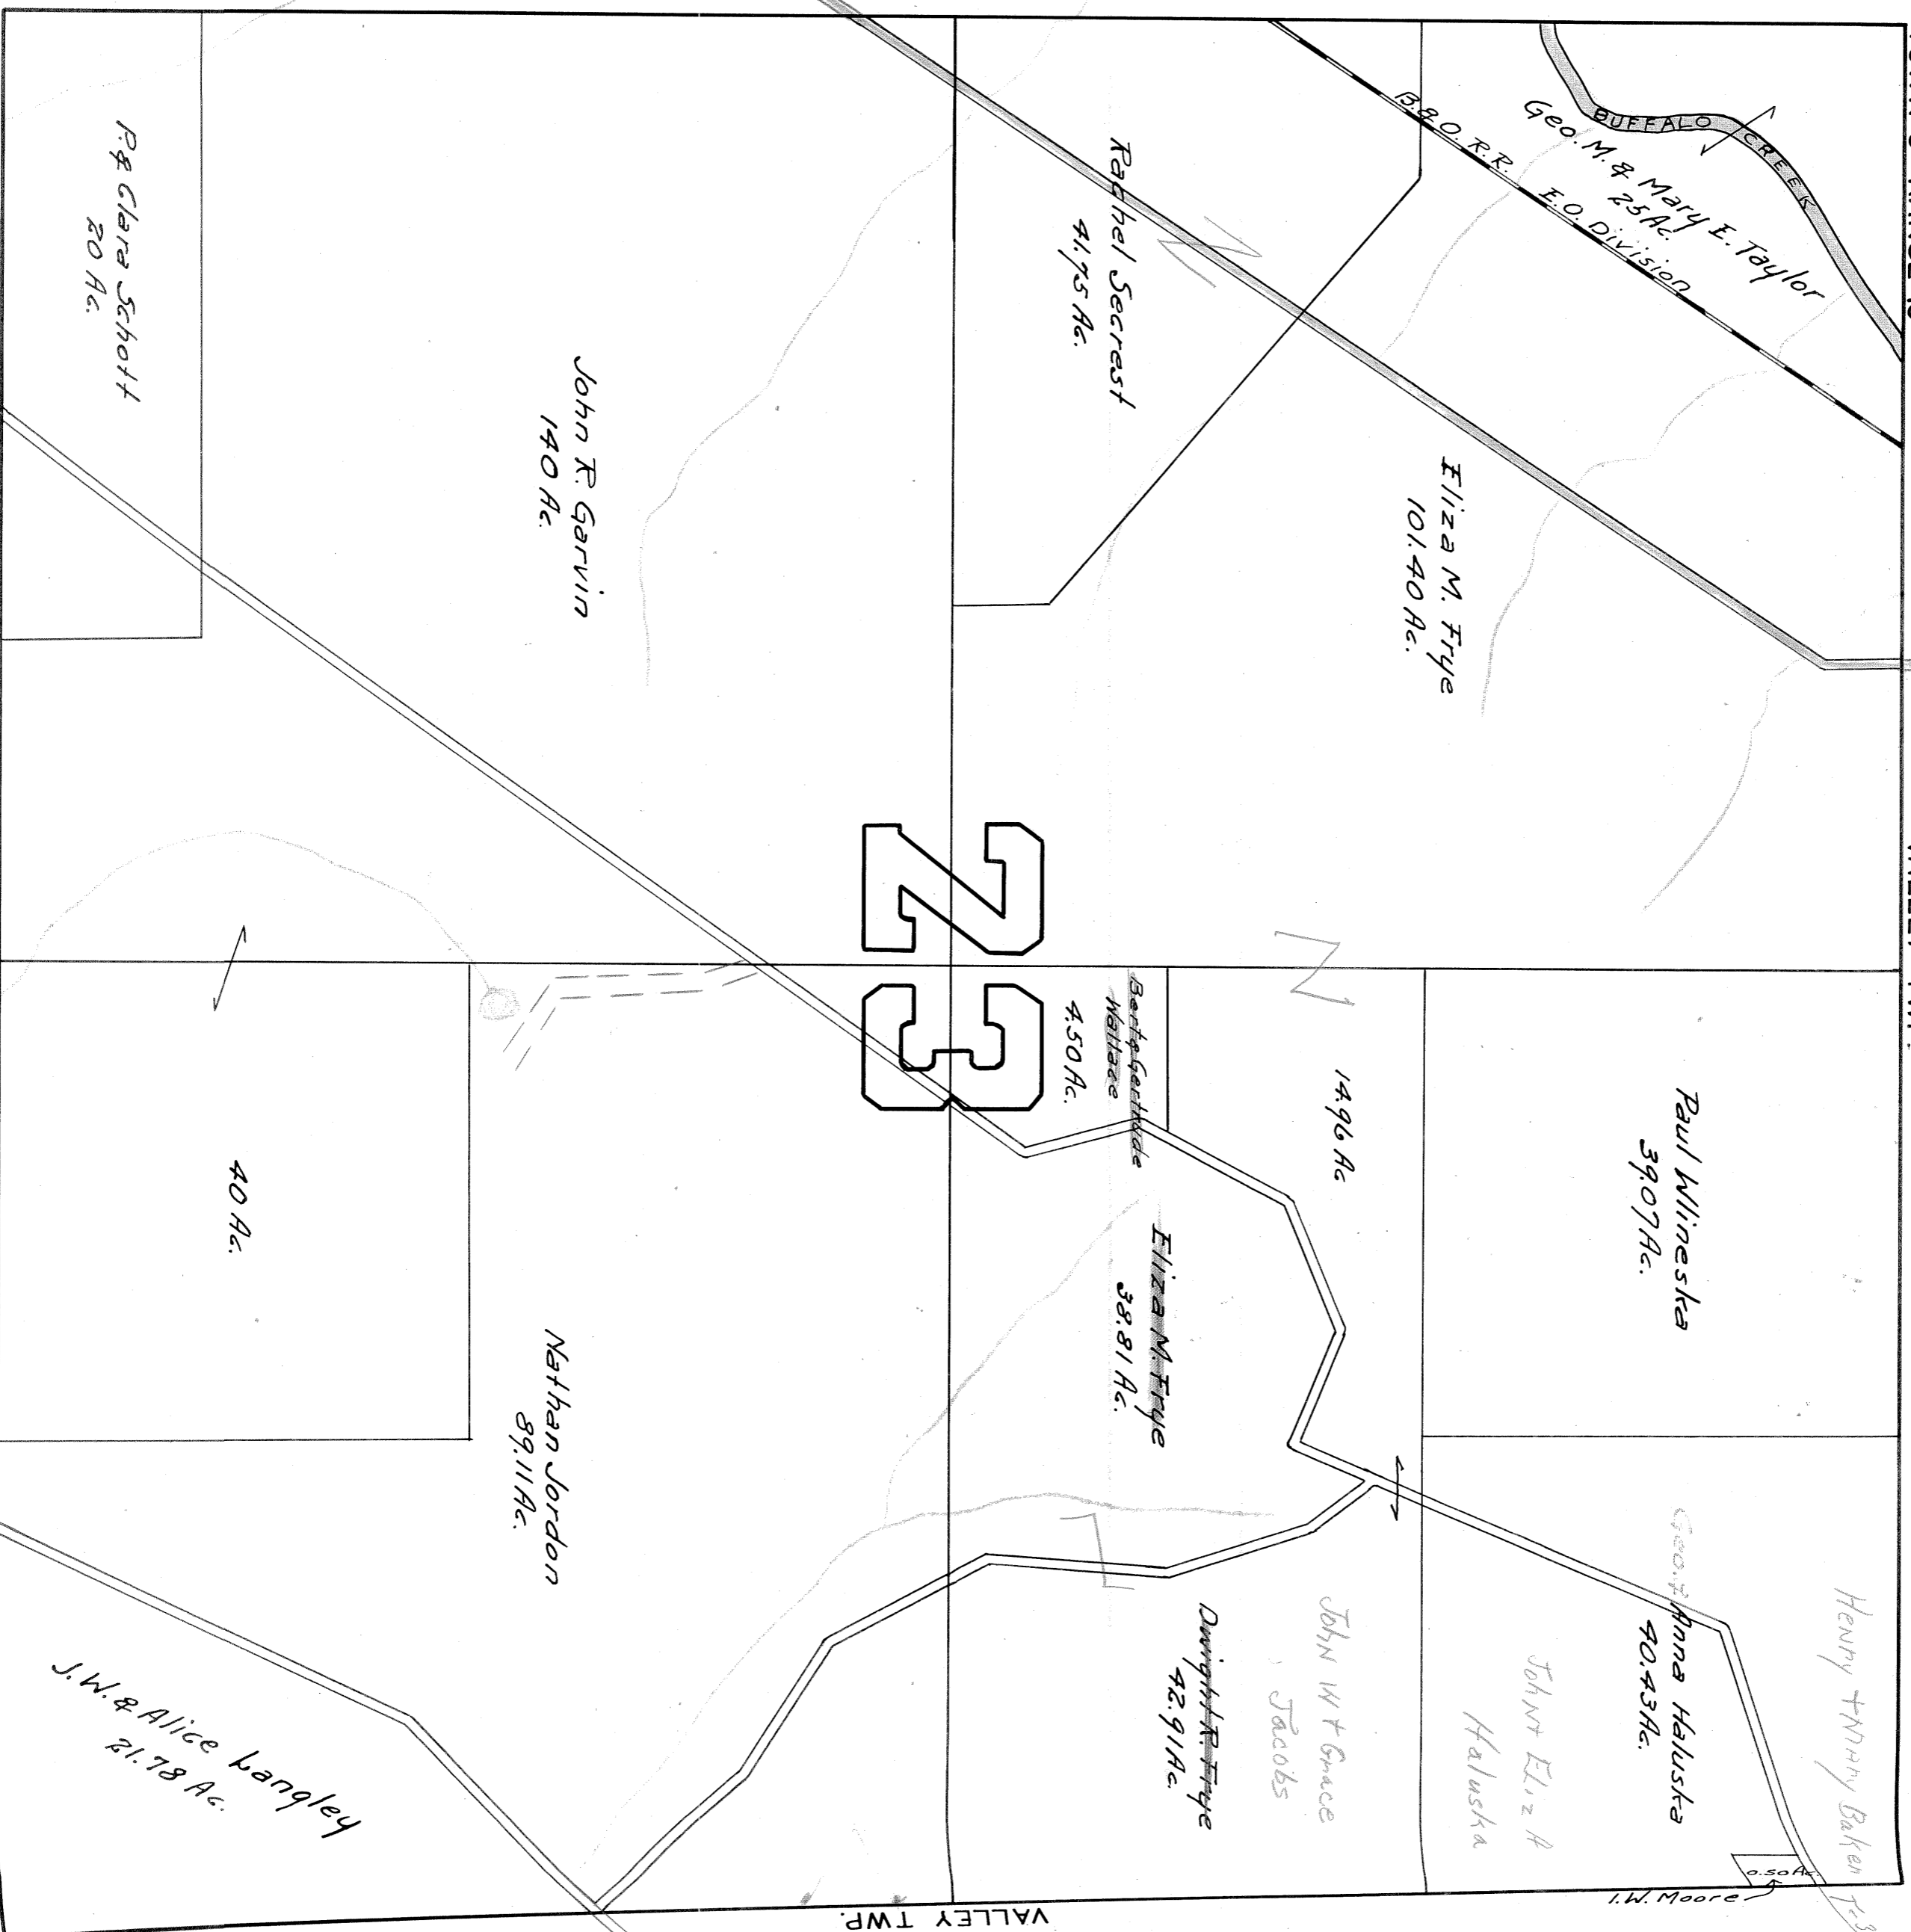 BUFFALO CREEK
Geo. M. & Mary E. Taylor
25 Ac.
B.&O. R.R. E.O. Division
Eliza M. Frye
101.40 Ac.
Rachel Secrest
41.75 Ac.
John R. Garvin
140 Ac.
P.& Clara Schott
20 Ac.
23
Paul Wlineska
39.07 Ac.
14.96 Ac
Bert & Gertrude
Wallace
4.50 Ac.
Eliza M. Frye
38.81 Ac.
Henry + Mary Baker
Geo. & Anna Haluska
40.43 Ac.
John + Eliz A
Haluska
0.50 Ac.
I.W. Moore
John W + Grace
Jacobs
Dwight R. Frye
42.91 Ac.
Nathan Jordon
89.11 Ac.
40 Ac.
J.W. & Alice Langley
21.78 Ac.
VALLEY TWP.